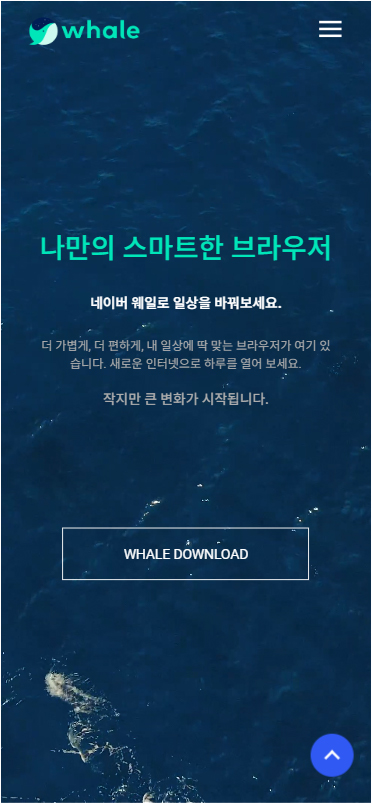 whale
나만의 스마트한 브라우저
네이버 웨일로 일상을 바꿔보세요.
더 가볍게, 더 편하게, 내 일상에 딱 맞는 브라우저가 여기 있
습니다. 새로운 인터넷으로 하루를 열어 보세요.
작지만 큰 변화가 시작됩니다.
WHALE DOWNLOAD